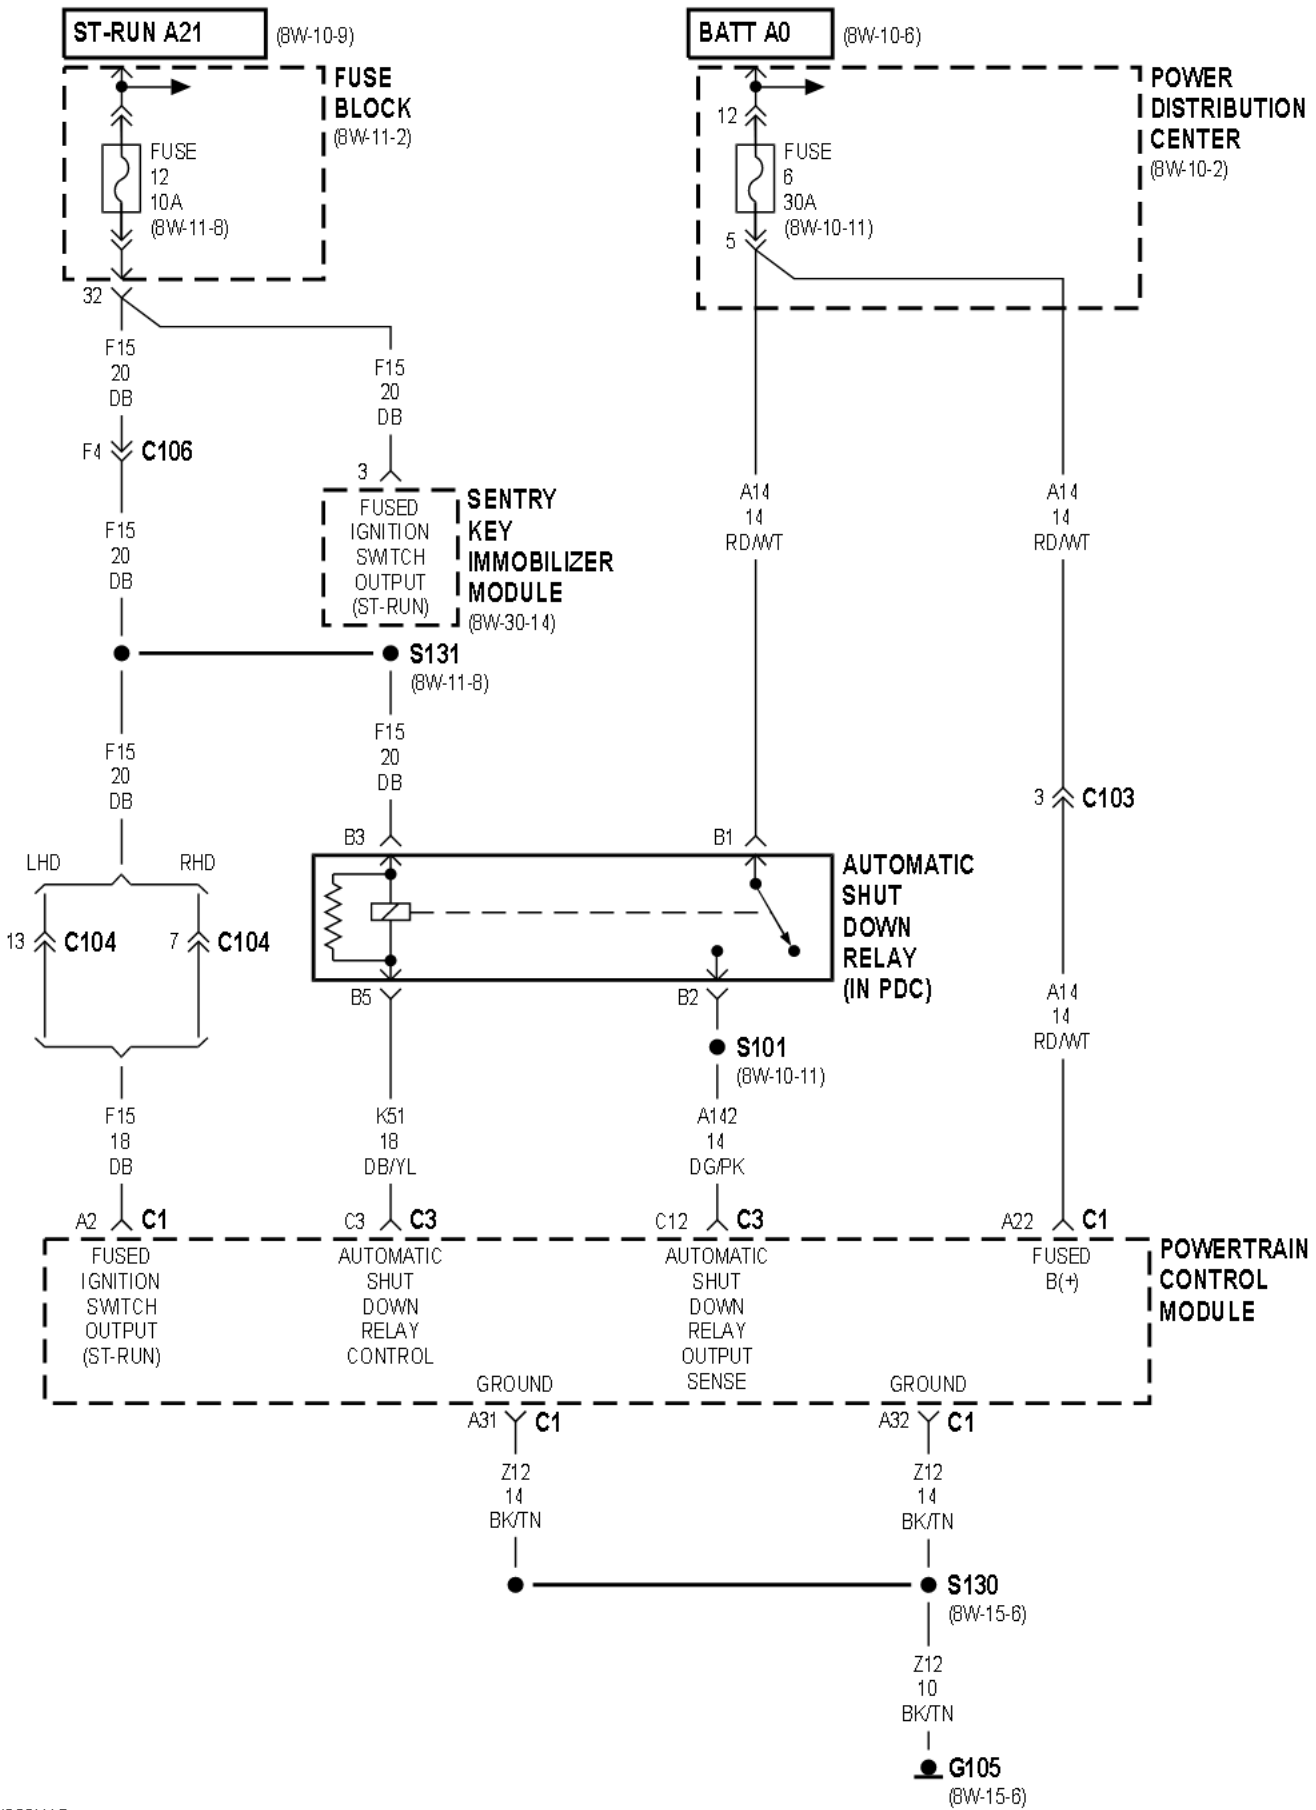 ST-RUN A21
(8W-10-9)
BATT A0
(8W-10-6)
FUSE
BLOCK
(8W-11-2)
FUSE
12
10A
(8W-11-8)
32
12
FUSE
6
30A
(8W-10-11)
5
POWER
DISTRIBUTION
CENTER
(8W-10-2)
F15
20
DB
F15
20
DB
F4
C106
3
FUSED
IGNITION
SWITCH
OUTPUT
(ST-RUN)
SENTRY
KEY
IMMOBILIZER
MODULE
(8W-30-14)
A14
14
RD/WT
A14
14
RD/WT
F15
20
DB
S131
(8W-11-8)
F15
20
DB
F15
20
DB
3
C103
B3
B1
LHD
RHD
13
C104
7
C104
AUTOMATIC
SHUT
DOWN
RELAY
(IN PDC)
B5
B2
S101
(8W-10-11)
A14
14
RD/WT
F15
18
DB
K51
18
DB/YL
A142
14
DG/PK
A2
C1
C3
C3
C12
C3
A22
C1
FUSED
IGNITION
SWITCH
OUTPUT
(ST-RUN)
AUTOMATIC
SHUT
DOWN
RELAY
CONTROL
AUTOMATIC
SHUT
DOWN
RELAY
OUTPUT
SENSE
FUSED
B(+)
POWERTRAIN
CONTROL
MODULE
GROUND
GROUND
A31
C1
A32
C1
Z12
14
BK/TN
Z12
14
BK/TN
S130
(8W-15-6)
Z12
10
BK/TN
G105
(8W-15-6)